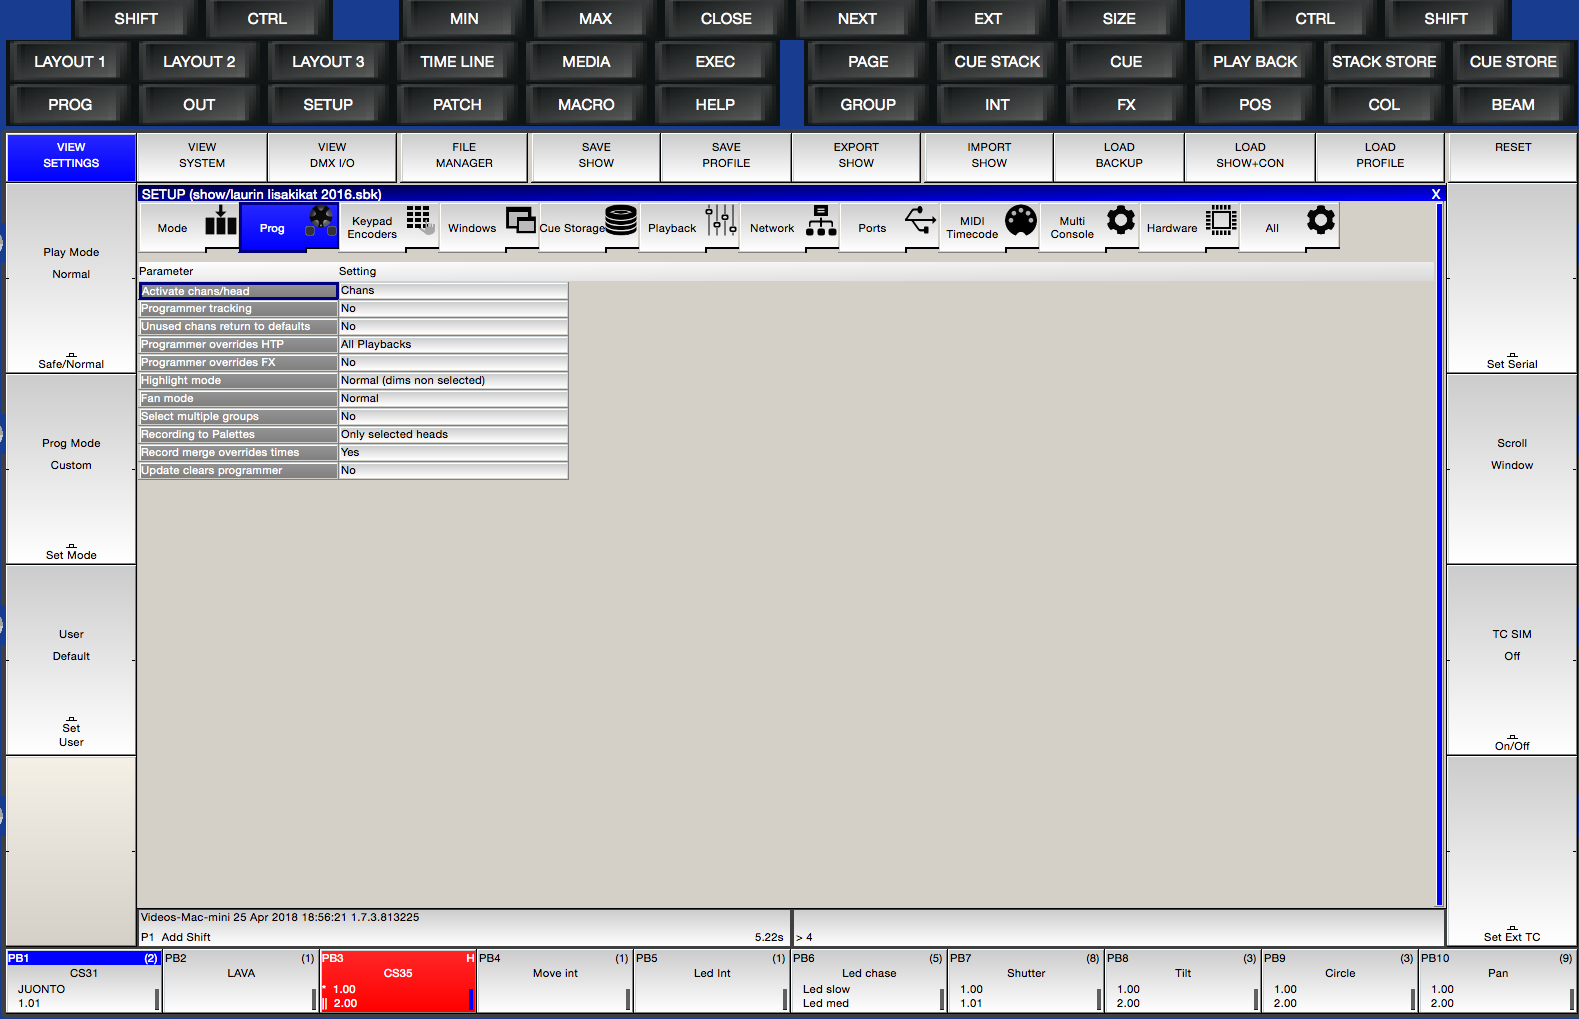 SHIFT CTRL MIN MAX CLOSE NEXT EXT SIZE CTRL SHIFT
LAYOUT 1 LAYOUT 2 LAYOUT 3 TIME LINE MEDIA EXEC PAGE CUE STACK CUE PLAY BACK STACK STORE CUE STORE
PROG OUT SETUP PATCH MACRO HELP GROUP INT FX POS COL BEAM
VIEW SETTINGS
VIEW SYSTEM
VIEW DMX I/O
FILE MANAGER
SAVE SHOW
SAVE PROFILE
EXPORT SHOW
IMPORT SHOW
LOAD BACKUP
LOAD SHOW+CON
LOAD PROFILE
RESET
SETUP (show/laurin lisakikat 2016.sbk) X
Mode
Prog
Keypad Encoders
Windows
Cue Storage
Playback
Network
Ports
MIDI Timecode
Multi Console
Hardware
All
Parameter Setting
Activate chans/head Chans
Programmer tracking No
Unused chans return to defaults No
Programmer overrides HTP All Playbacks
Programmer overrides FX No
Highlight mode Normal (dims non selected)
Fan mode Normal
Select multiple groups No
Recording to Palettes Only selected heads
Record merge overrides times Yes
Update clears programmer No
Play Mode
Normal
Safe/Normal
Prog Mode
Custom
Set Mode
User
Default
Set
User
Set Serial
Scroll
Window
TC SIM
Off
On/Off
Set Ext TC
Videos-Mac-mini 25 Apr 2018 18:56:21 1.7.3.813225
P1 Add Shift 5.22s > 4
PB1 (2)
CS31
JUONTO
1.01
PB2 (1)
LAVA
PB3 H
CS35
* 1.00
|| 2.00
PB4 (1)
Move int
PB5 (1)
Led Int
PB6 (5)
Led chase
Led slow
Led med
PB7 (8)
Shutter
1.00
1.01
PB8 (3)
Tilt
1.00
2.00
PB9 (3)
Circle
1.00
2.00
PB10 (9)
Pan
1.00
2.00